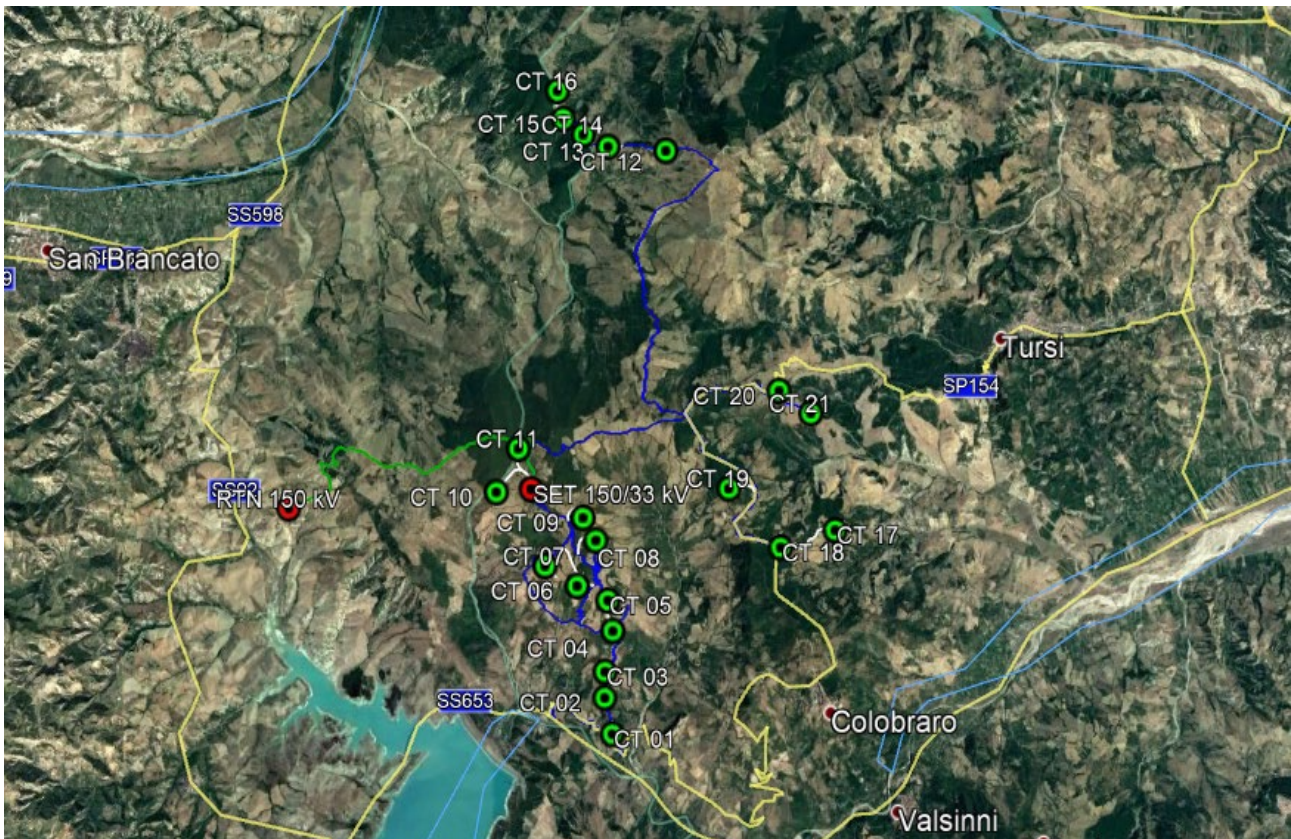 CT 16
CT 15
CT 14
CT 13
CT 12
SS598
San Brancato
9
Tursi
SP154
CT 20
CT 21
CT 11
CT 19
CT 10
SET 150/33 kV
RTN 150 kV
CT 09
CT 17
CT 08
CT 18
CT 07
CT 06
CT 05
CT 04
CT 03
CT 02
SS653
CT 01
Colobraro
Valsinni